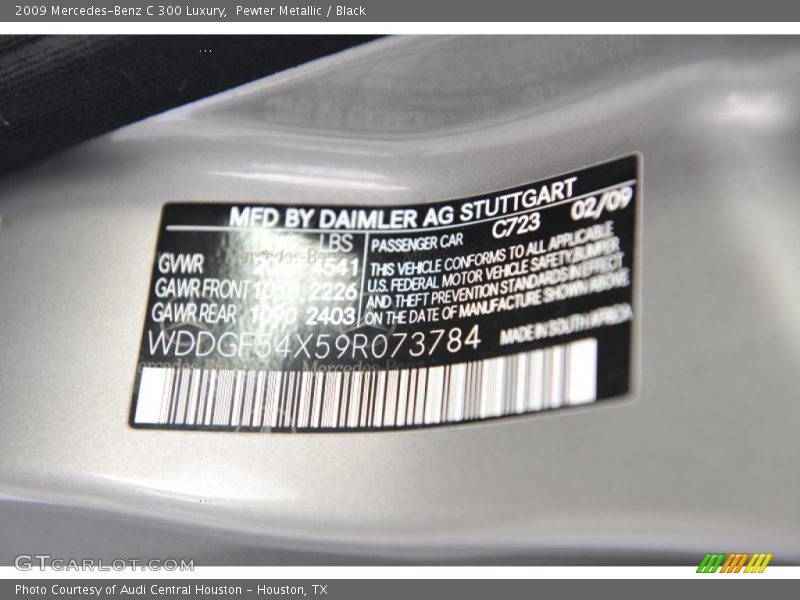 2009 Mercedes-Benz C 300 Luxury,  Pewter Metallic / Black
MFD BY DAIMLER AG STUTTGART
C723 02/09
LBS
GVWR 4541
GAWR FRONT 1010 2226
GAWR REAR 1090 2403
PASSENGER CAR
THIS VEHICLE CONFORMS TO ALL APPLICABLE
U.S. FEDERAL MOTOR VEHICLE SAFETY, BUMPER,
AND THEFT PREVENTION STANDARDS IN EFFECT
ON THE DATE OF MANUFACTURE SHOWN ABOVE
WDDGF54X59R073784
MADE IN SOUTH AFRICA
GTCARLOT.COM
Photo Courtesy of Audi Central Houston - Houston, TX